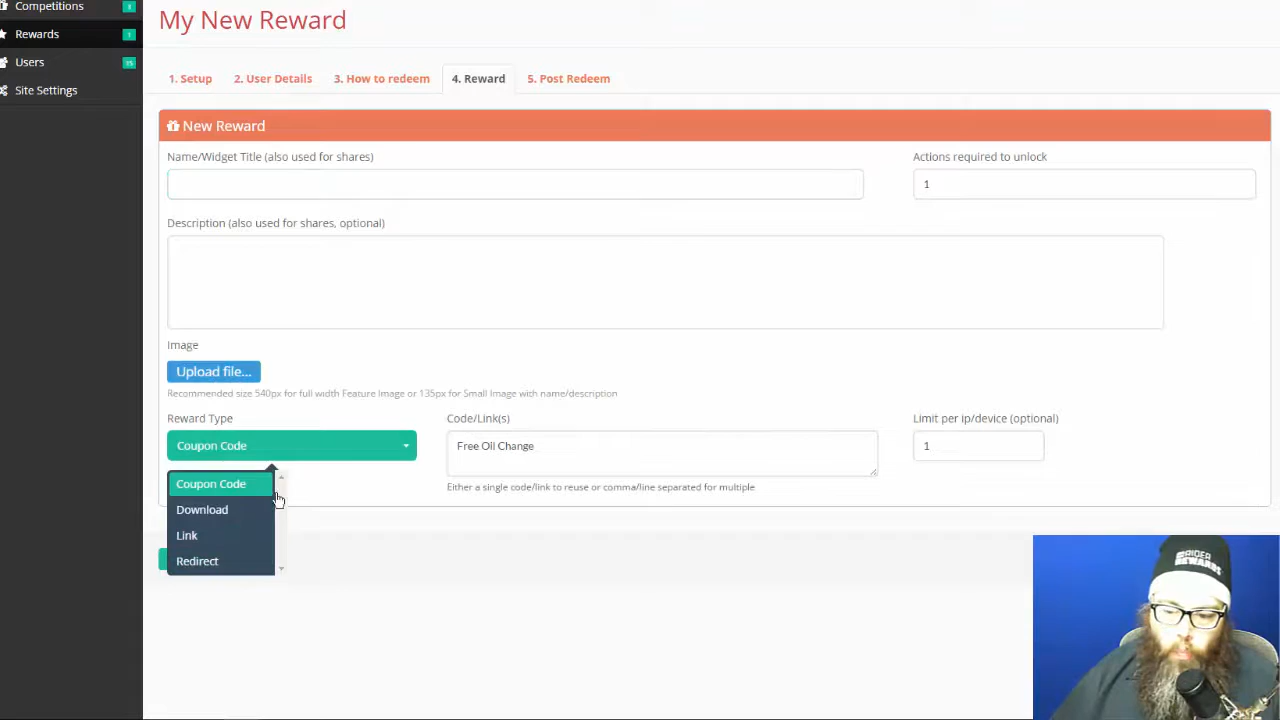 Competitions
Rewards
1
Users
15
Site Settings
My New Reward
1. Setup
2. User Details
3. How to redeem
4. Reward
5. Post Redeem
New Reward
Name/Widget Title (also used for shares)
Actions required to unlock
1
Description (also used for shares, optional)
Image
Upload file...
Recommended size 540px for full width Feature Image or 135px for Small Image with name/description
Reward Type
Code/Link(s)
Limit per ip/device (optional)
Coupon Code
Free Oil Change
1
Either a single code/link to reuse or comma/line separated for multiple
Coupon Code
Download
Link
Redirect
RIDER
REWARDS